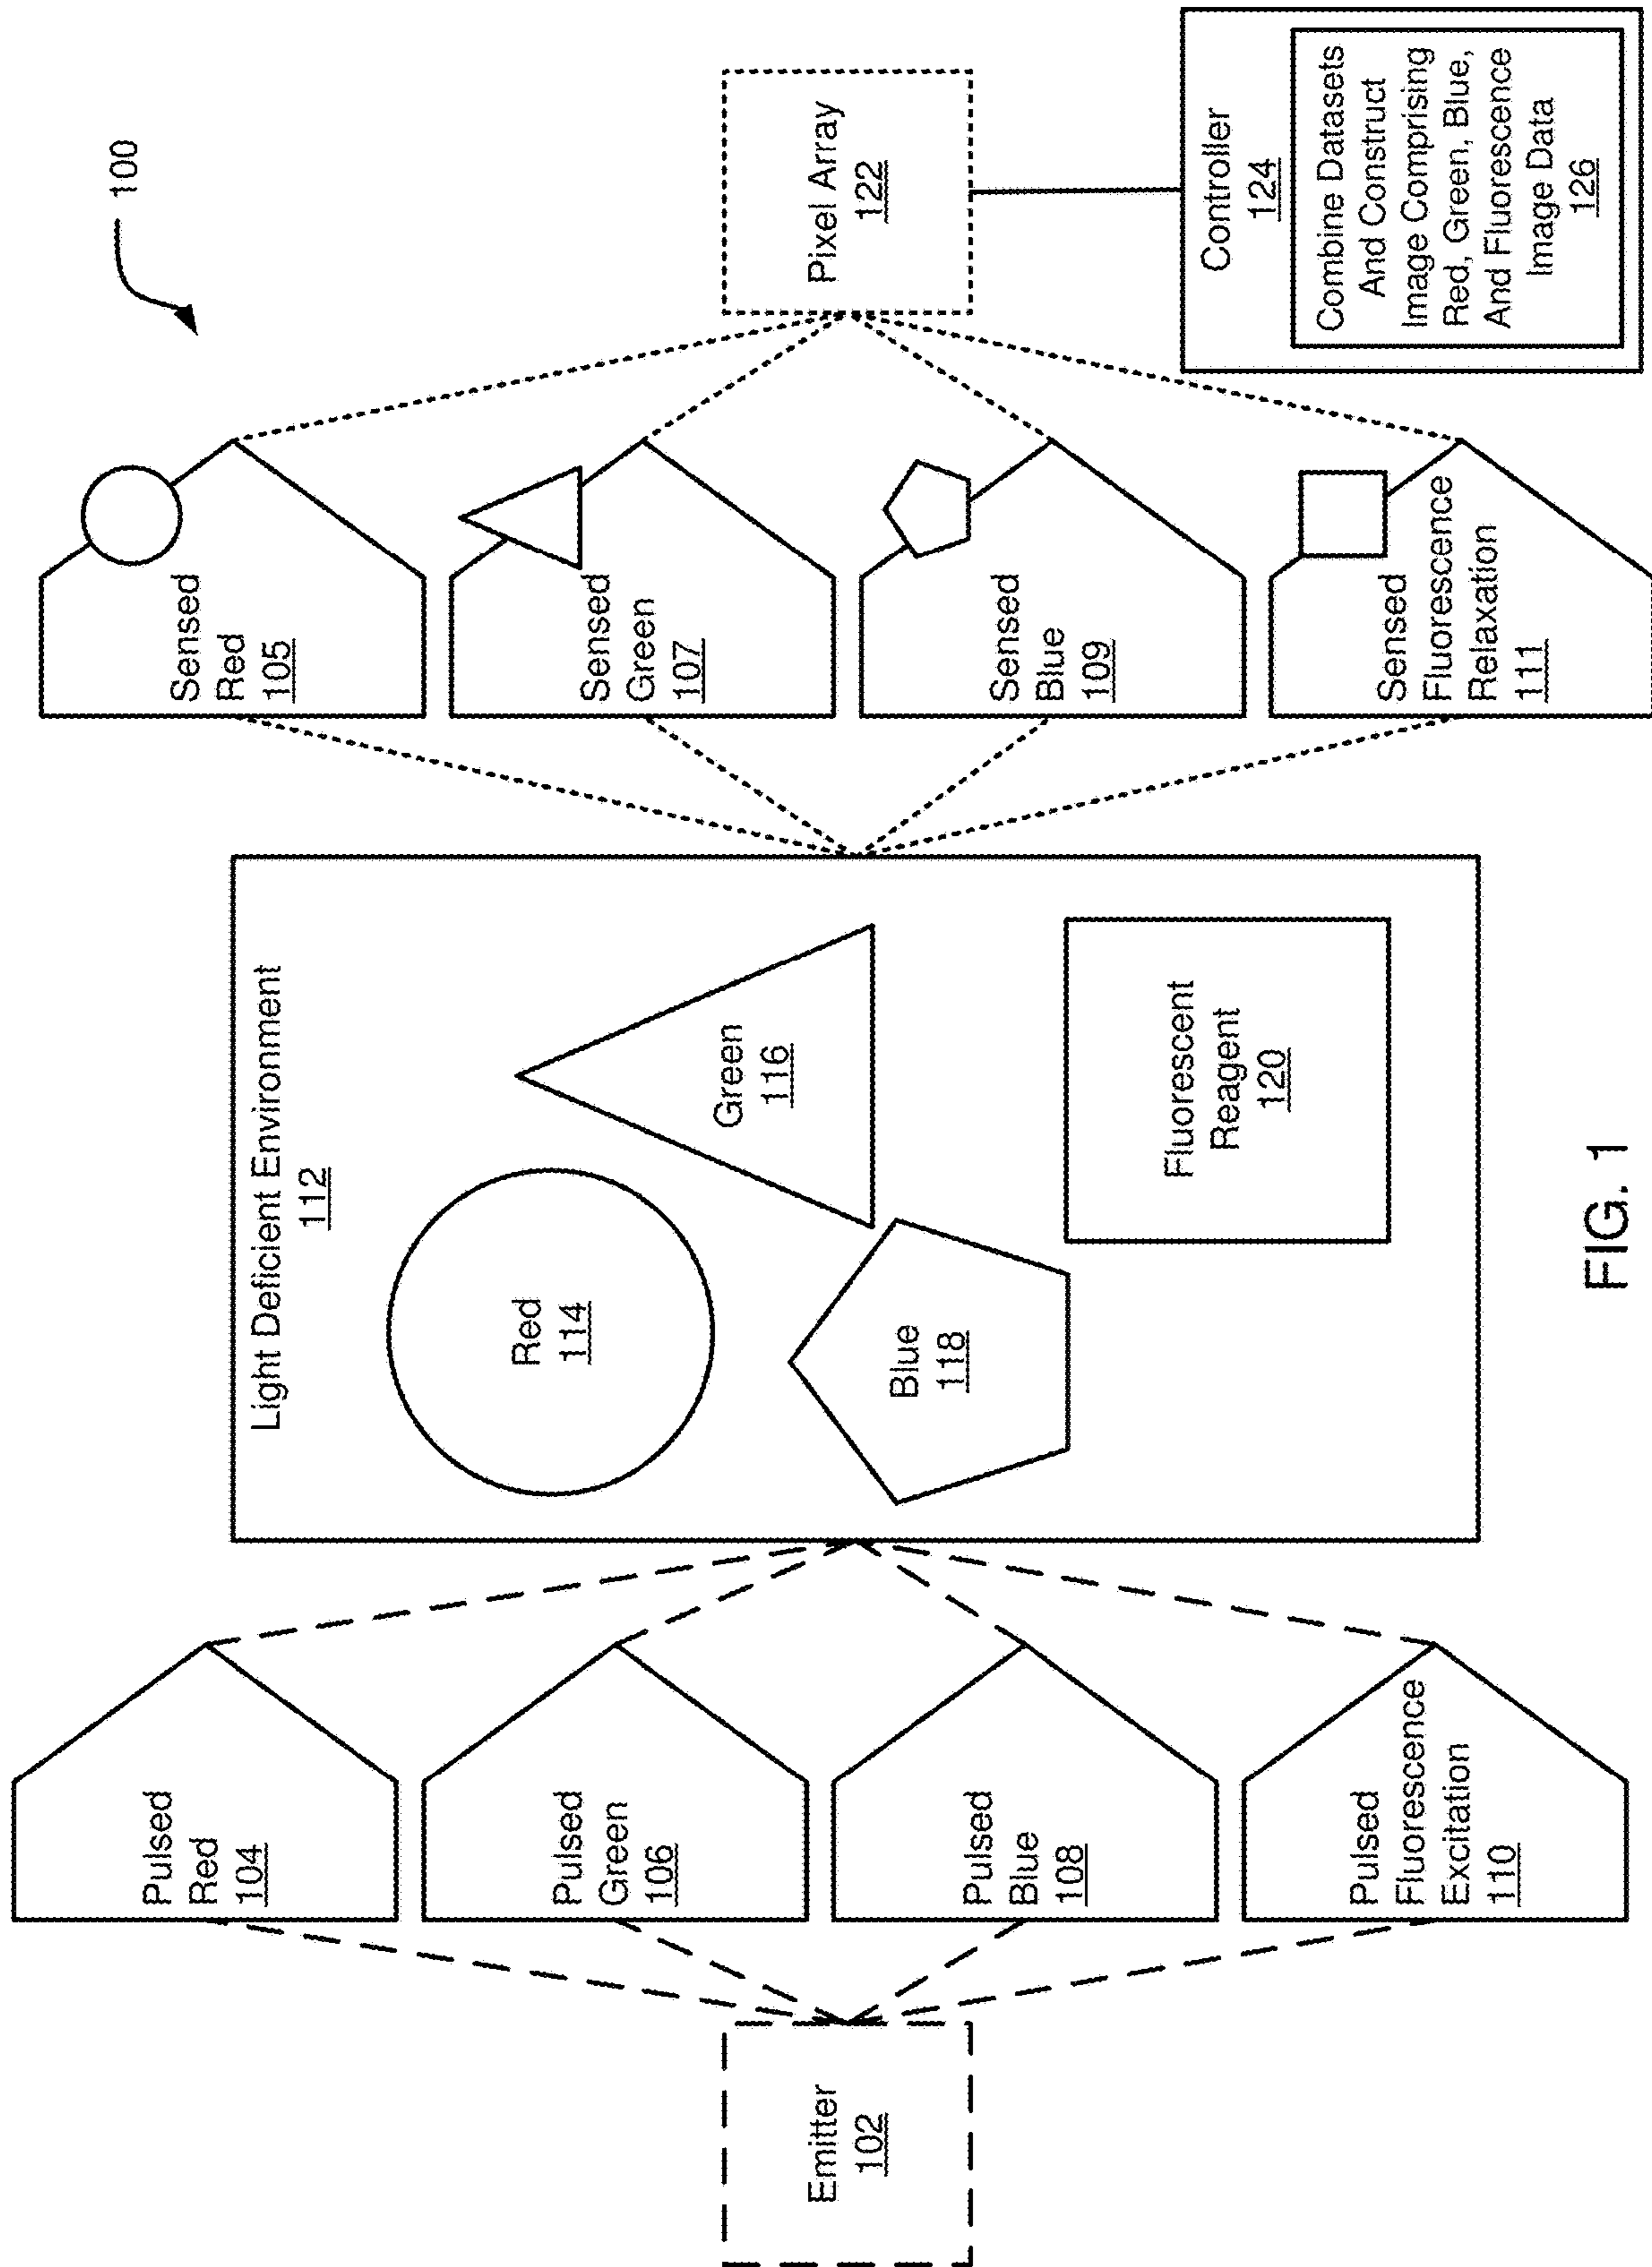 100
Emitter
102
Pulsed
Red
104
Pulsed
Green
106
Pulsed
Blue
108
Pulsed
Fluorescence
Excitation
110
Light Deficient Environment
112
Red
114
Green
116
Blue
118
Fluorescent
Reagent
120
Sensed
Red
105
Sensed
Green
107
Sensed
Blue
109
Sensed
Fluorescence
Relaxation
111
Pixel Array
122
Controller
124
Combine Datasets
And Construct
Image Comprising
Red, Green, Blue,
And Fluorescence
Image Data
126
FIG. 1